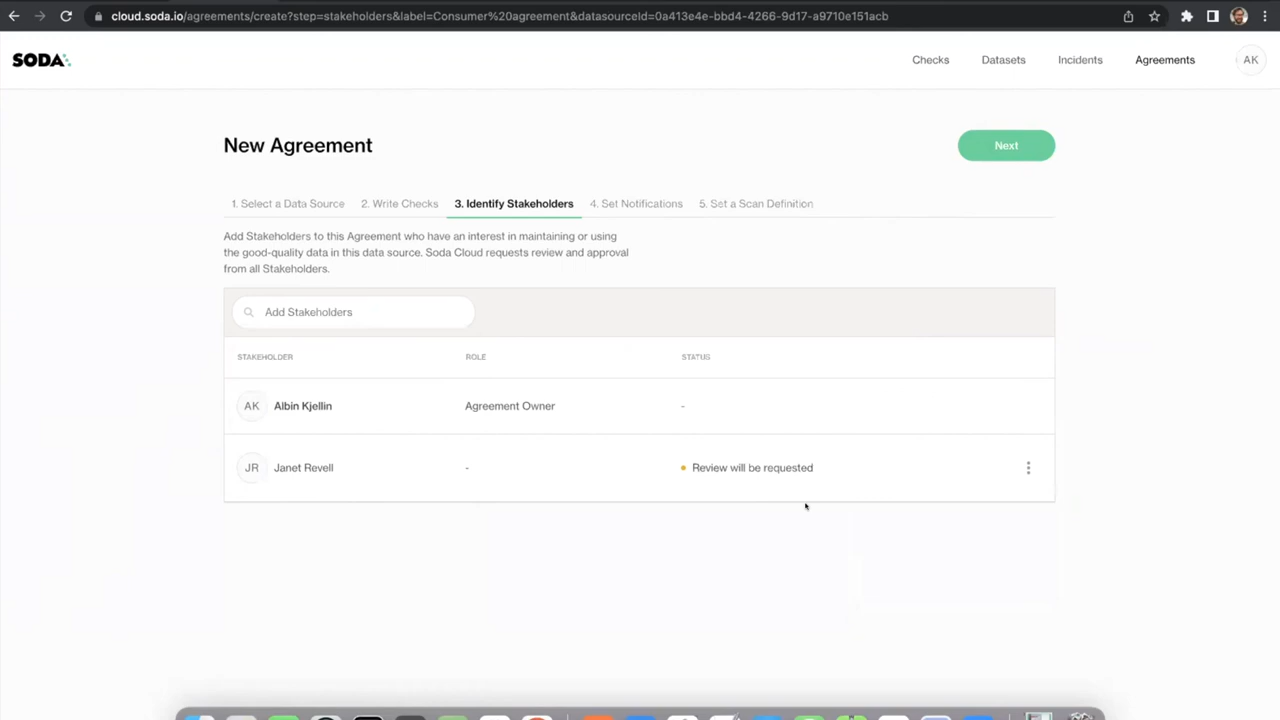 cloud.soda.io/agreements/create?step=stakeholders&label=Consumer%20agreement&datasourceId=0a413e4e-bbd4-4266-9d17-a9710e151acb
SODA
Checks Datasets Incidents Agreements AK
New Agreement
Next
1. Select a Data Source 2. Write Checks 3. Identify Stakeholders 4. Set Notifications 5. Set a Scan Definition
Add Stakeholders to this Agreement who have an interest in maintaining or using
the good-quality data in this data source. Soda Cloud requests review and approval
from all Stakeholders.
Add Stakeholders
STAKEHOLDER ROLE STATUS
AK Albin Kjellin Agreement Owner -
JR Janet Revell - Review will be requested